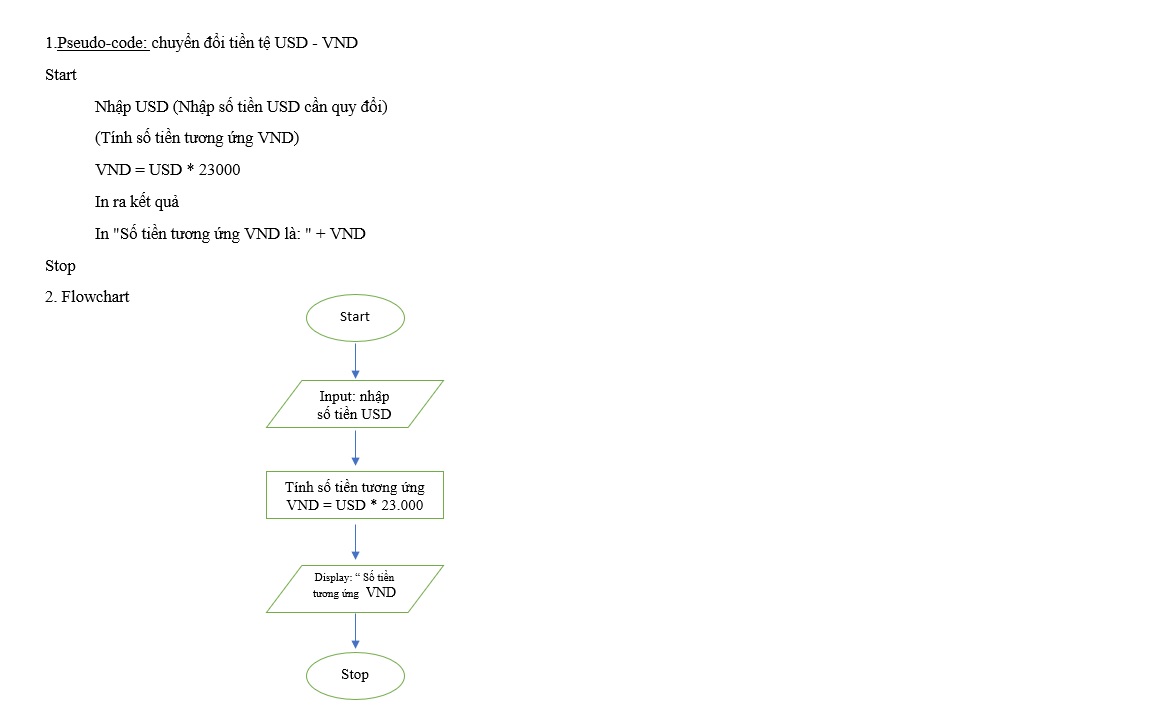 1.Pseudo-code: chuyển đổi tiền tệ USD - VND
Start
Nhập USD (Nhập số tiền USD cần quy đổi)
(Tính số tiền tương ứng VND)
VND = USD * 23000
In ra kết quả
In "Số tiền tương ứng VND là: " + VND
Stop
2. Flowchart
Start
Input: nhập
số tiền USD
Tính số tiền tương ứng
VND = USD * 23.000
Display: “ Số tiền
tương ứng VND
Stop